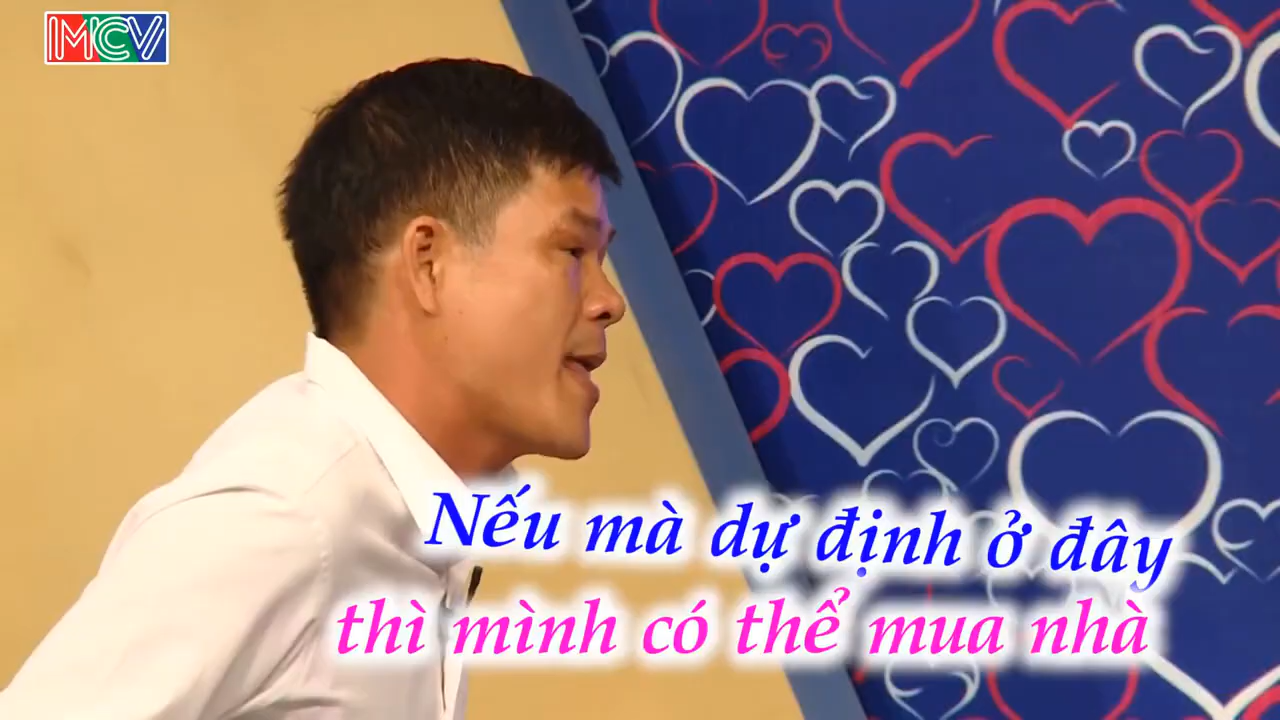 MCV
Nếu mà dự định ở đây
thì mình có thể mua nhà